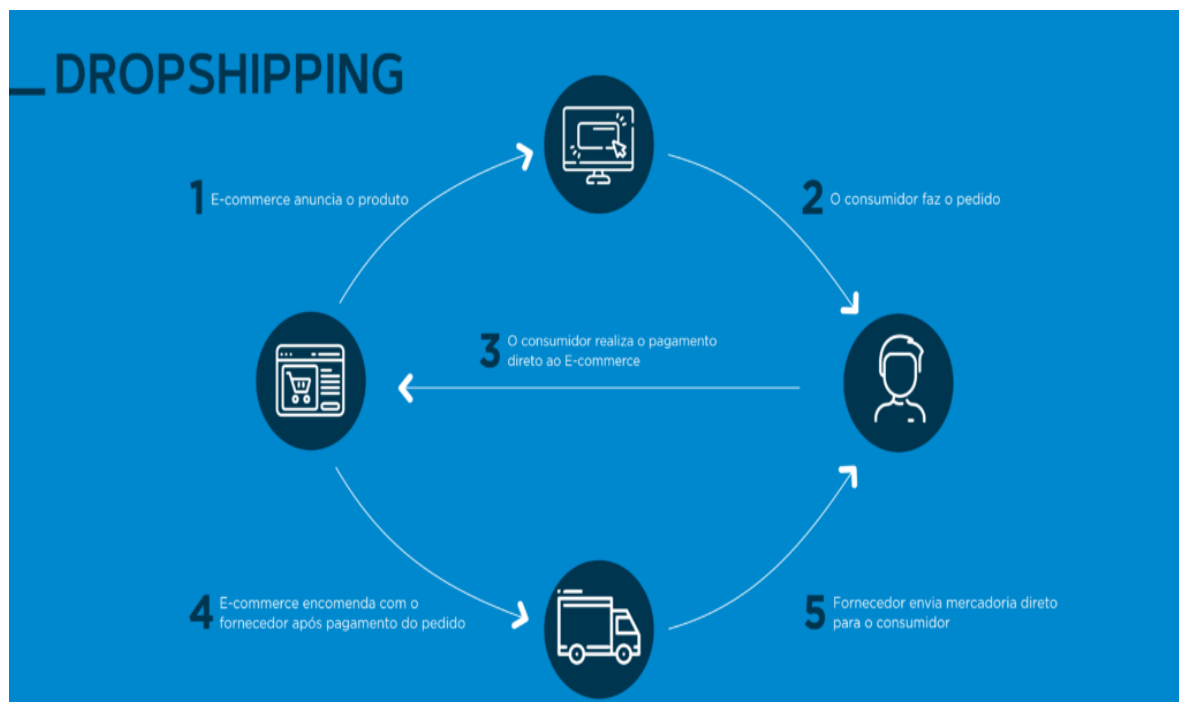 _DROPSHIPPING
1 E-commerce anuncia o produto
2 O consumidor faz o pedido
3 O consumidor realiza o pagamento
direto ao E-commerce
4 E-commerce encomenda com o
fornecedor após pagamento do pedido
5 Fornecedor envia mercadoria direto
para o consumidor